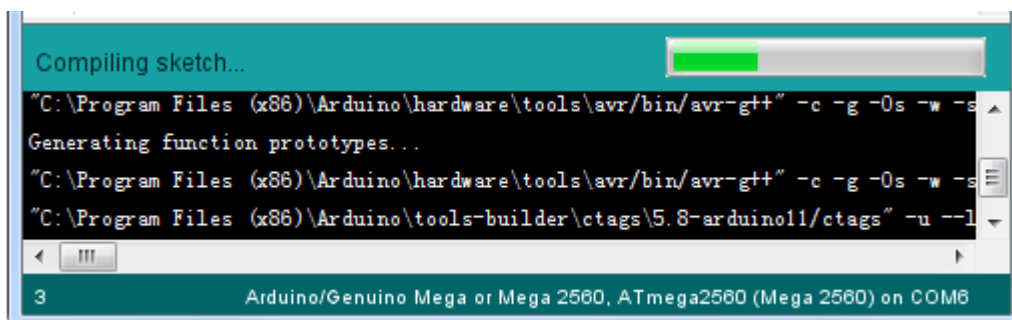 Compiling sketch...
"C:\Program Files (x86)\Arduino\hardware\tools\avr/bin/avr-g++" -c -g -Os -w -s
Generating function prototypes...
"C:\Program Files (x86)\Arduino\hardware\tools\avr/bin/avr-g++" -c -g -Os -w -s
"C:\Program Files (x86)\Arduino\tools-builder\ctags\5.8-arduino11/ctags" -u --l
3 Arduino/Genuino Mega or Mega 2560, ATmega2560 (Mega 2560) on COM6